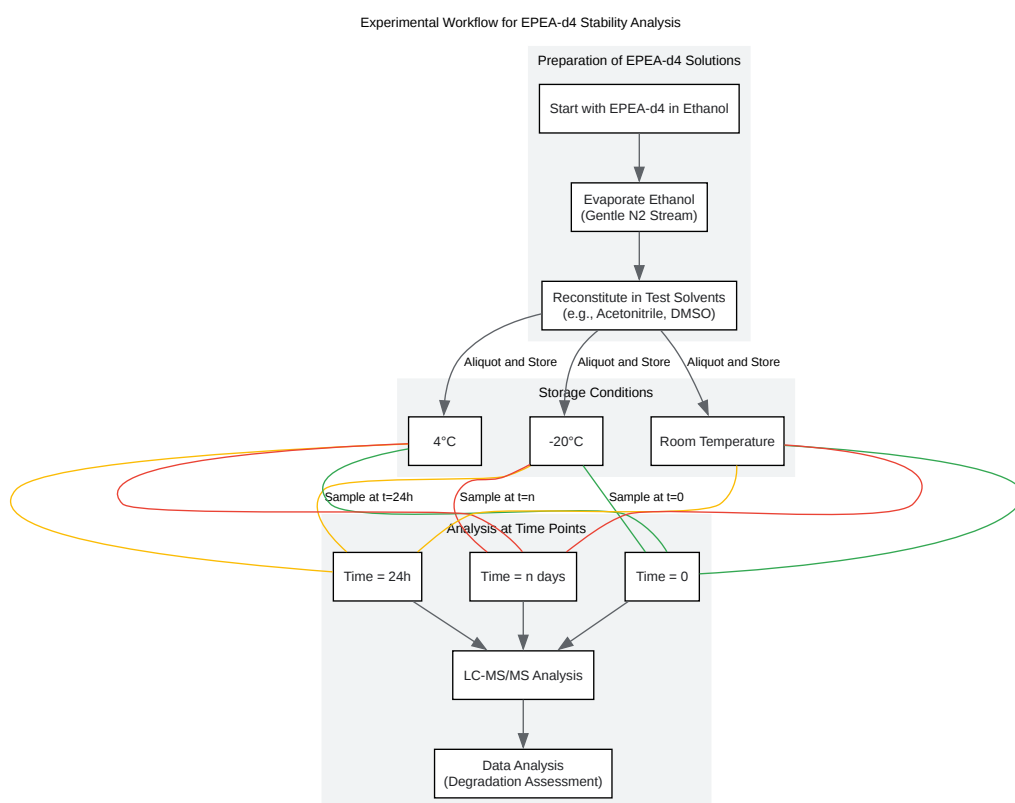 Experimental Workflow for EPEA-d4 Stability Analysis
Preparation of EPEA-d4 Solutions
Start with EPEA-d4 in Ethanol
Evaporate Ethanol
(Gentle N2 Stream)
Reconstitute in Test Solvents
(e.g., Acetonitrile, DMSO)
Aliquot and Store
Aliquot and Store
Aliquot and Store
Storage Conditions
4°C
-20°C
Room Temperature
Sample at t=24h
Sample at t=n
Sample at t=0
Analysis at Time Points
Time = 24h
Time = n days
Time = 0
LC-MS/MS Analysis
Data Analysis
(Degradation Assessment)